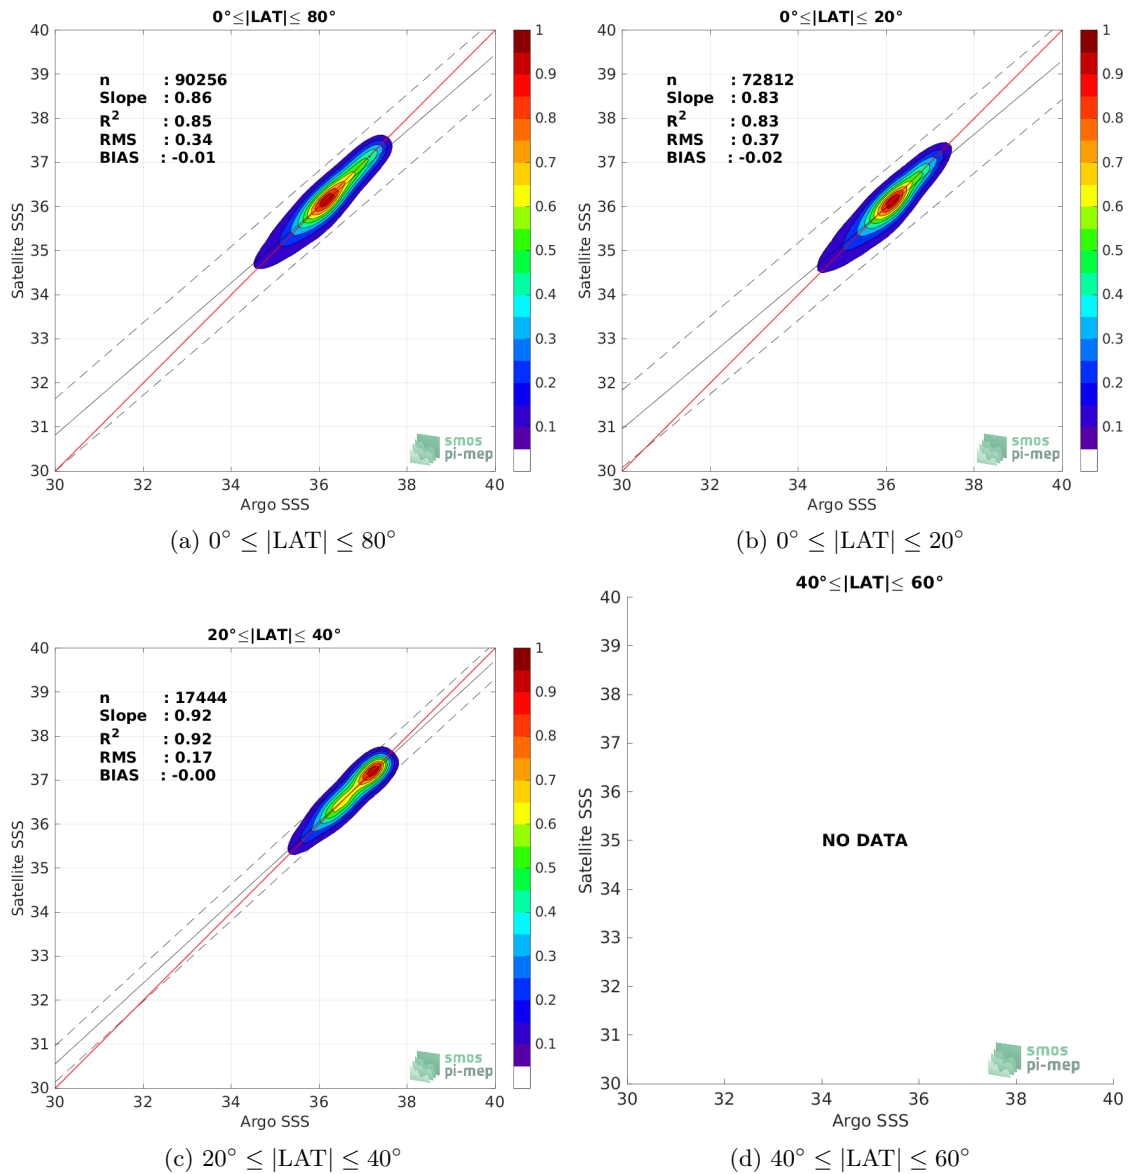 0°≤|LAT|≤ 80°
40
39
38
37
36
35
34
33
32
31
30
Satellite SSS
n : 90256
Slope : 0.86
R² : 0.85
RMS : 0.34
BIAS : -0.01
smos
pi-mep
30 32 34 36 38 40
Argo SSS
1
0.9
0.8
0.7
0.6
0.5
0.4
0.3
0.2
0.1
(a) 0° ≤ |LAT| ≤ 80°
0°≤|LAT|≤ 20°
40
39
38
37
36
35
34
33
32
31
30
Satellite SSS
n : 72812
Slope : 0.83
R² : 0.83
RMS : 0.37
BIAS : -0.02
smos
pi-mep
30 32 34 36 38 40
Argo SSS
1
0.9
0.8
0.7
0.6
0.5
0.4
0.3
0.2
0.1
(b) 0° ≤ |LAT| ≤ 20°
20°≤|LAT|≤ 40°
40
39
38
37
36
35
34
33
32
31
30
Satellite SSS
n : 17444
Slope : 0.92
R² : 0.92
RMS : 0.17
BIAS : -0.00
smos
pi-mep
30 32 34 36 38 40
Argo SSS
1
0.9
0.8
0.7
0.6
0.5
0.4
0.3
0.2
0.1
(c) 20° ≤ |LAT| ≤ 40°
40°≤|LAT|≤ 60°
40
39
38
37
36
35
34
33
32
31
30
Satellite SSS
NO DATA
smos
pi-mep
30 32 34 36 38 40
Argo SSS
(d) 40° ≤ |LAT| ≤ 60°